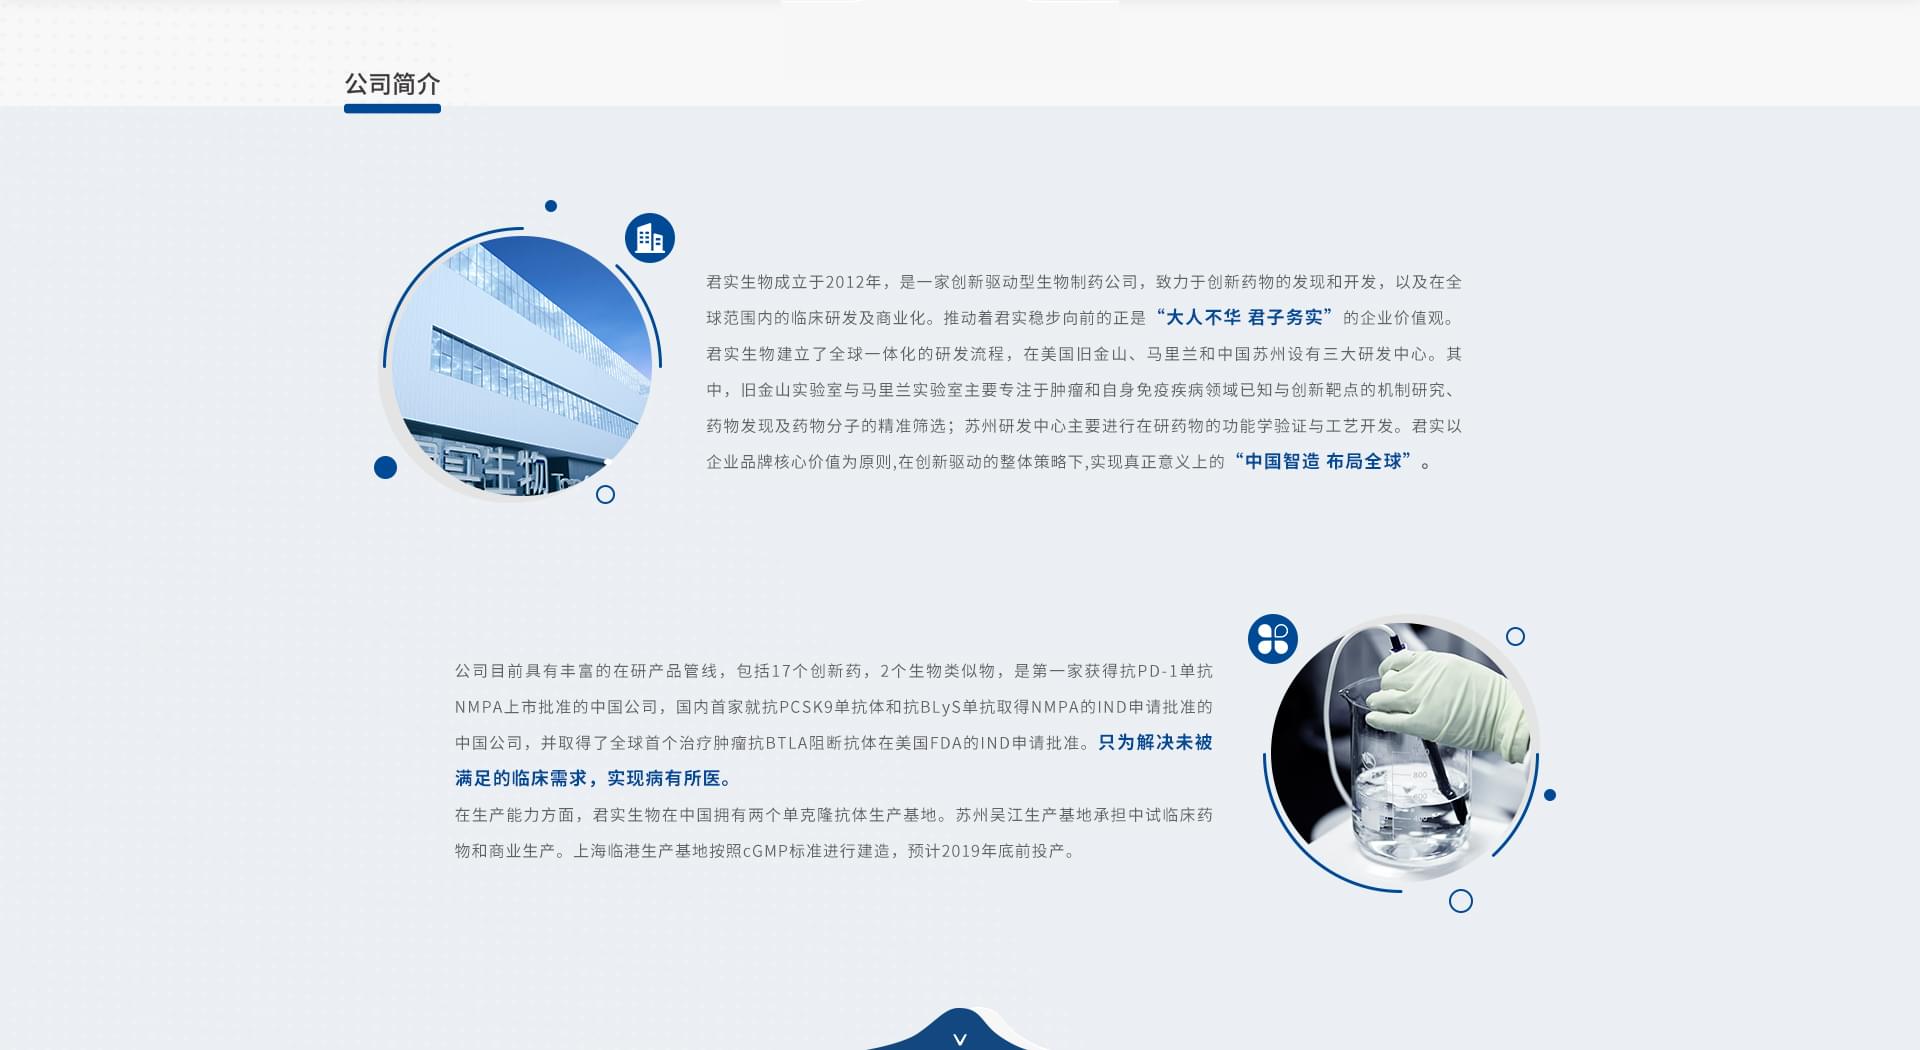 公司简介
君实生物成立于2012年，是一家创新驱动型生物制药公司，致力于创新药物的发现和开发，以及在全
球范围内的临床研发及商业化。推动着君实稳步向前的正是“大人不华 君子务实”的企业价值观。
君实生物建立了全球一体化的研发流程，在美国旧金山、马里兰和中国苏州设有三大研发中心。其
中，旧金山实验室与马里兰实验室主要专注于肿瘤和自身免疫疾病领域已知与创新靶点的机制研究、
药物发现及药物分子的精准筛选；苏州研发中心主要进行在研药物的功能学验证与工艺开发。君实以
企业品牌核心价值为原则,在创新驱动的整体策略下,实现真正意义上的“中国智造 布局全球”。
君实生物
公司目前具有丰富的在研产品管线，包括17个创新药，2个生物类似物，是第一家获得抗PD-1单抗
NMPA上市批准的中国公司，国内首家就抗PCSK9单抗体和抗BLyS单抗取得NMPA的IND申请批准的
中国公司，并取得了全球首个治疗肿瘤抗BTLA阻断抗体在美国FDA的IND申请批准。只为解决未被
满足的临床需求，实现病有所医。
在生产能力方面，君实生物在中国拥有两个单克隆抗体生产基地。苏州吴江生产基地承担中试临床药
物和商业生产。上海临港生产基地按照cGMP标准进行建造，预计2019年底前投产。
800
600
400